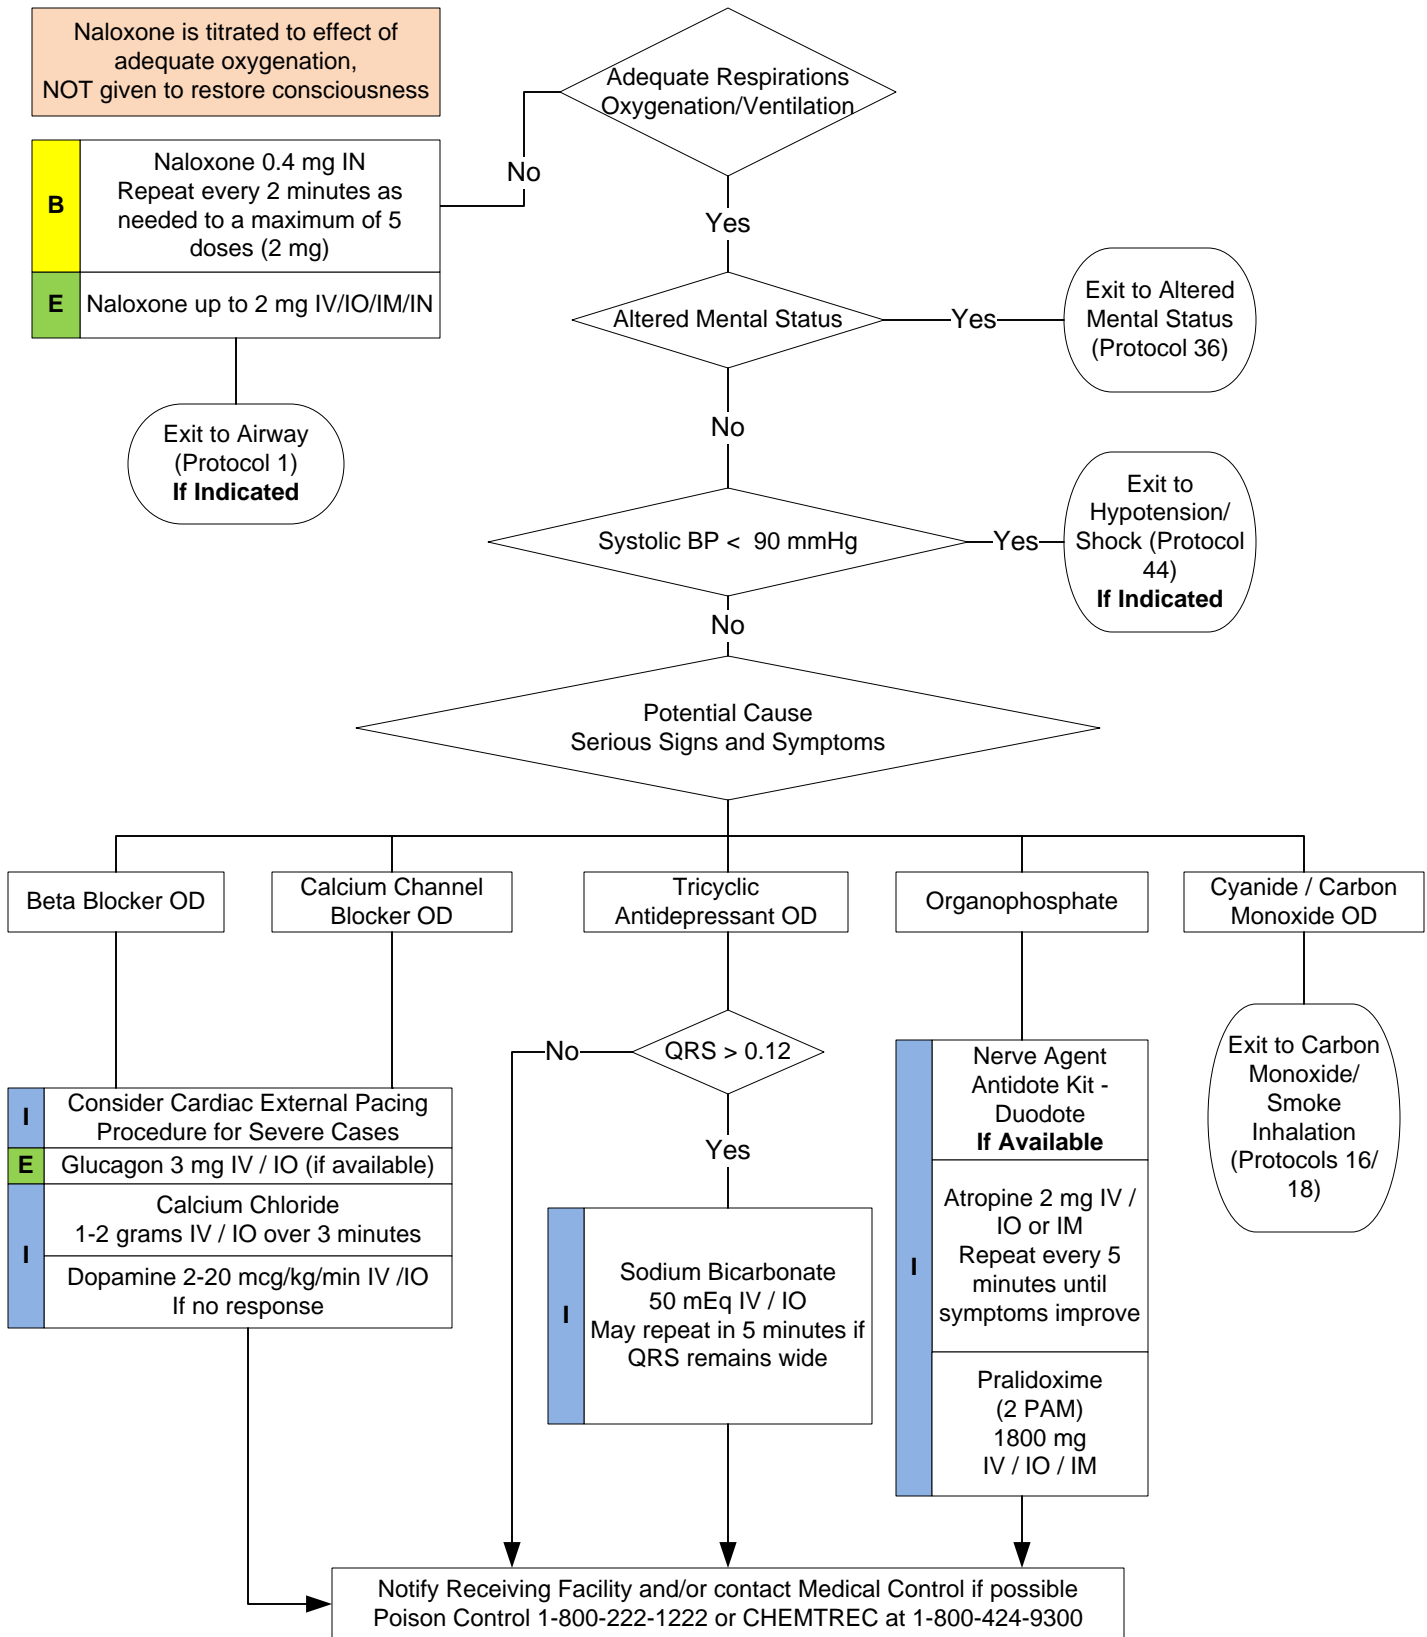 Naloxone is titrated to effect of
adequate oxygenation,
NOT given to restore consciousness
Adequate Respirations
Oxygenation/Ventilation
No
B
Naloxone 0.4 mg IN
Repeat every 2 minutes as
needed to a maximum of 5
doses (2 mg)
E
Naloxone up to 2 mg IV/IO/IM/IN
Exit to Airway
(Protocol 1)
If Indicated
Yes
Altered Mental Status
Yes
Exit to Altered
Mental Status
(Protocol 36)
No
Systolic BP < 90 mmHg
Yes
Exit to
Hypotension/
Shock (Protocol
44)
If Indicated
No
Potential Cause
Serious Signs and Symptoms
Beta Blocker OD
Calcium Channel
Blocker OD
Tricyclic
Antidepressant OD
Organophosphate
Cyanide / Carbon
Monoxide OD
I
Consider Cardiac External Pacing
Procedure for Severe Cases
E
Glucagon 3 mg IV / IO (if available)
I
Calcium Chloride
1-2 grams IV / IO over 3 minutes
Dopamine 2-20 mcg/kg/min IV /IO
If no response
No
QRS > 0.12
Yes
I
Sodium Bicarbonate
50 mEq IV / IO
May repeat in 5 minutes if
QRS remains wide
I
Nerve Agent
Antidote Kit -
Duodote
If Available
Atropine 2 mg IV /
IO or IM
Repeat every 5
minutes until
symptoms improve
Pralidoxime
(2 PAM)
1800 mg
IV / IO / IM
Exit to Carbon
Monoxide/
Smoke
Inhalation
(Protocols 16/
18)
Notify Receiving Facility and/or contact Medical Control if possible
Poison Control 1-800-222-1222 or CHEMTREC at 1-800-424-9300